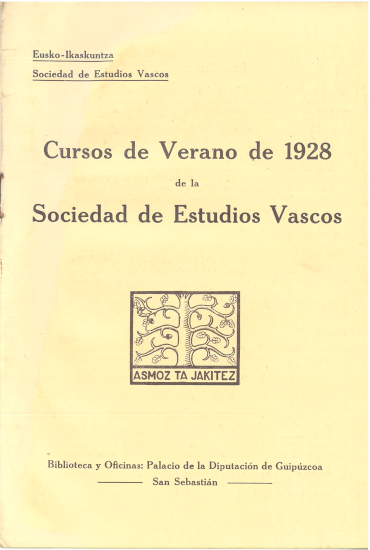 Eusko-Ikaskuntza
Sociedad de Estudios Vascos
Cursos de Verano de 1928
de la
Sociedad de Estudios Vascos
ASMOZ TA JAKITEZ
Biblioteca y Oficinas: Palacio de la Diputación de Guipúzcoa
San Sebastián